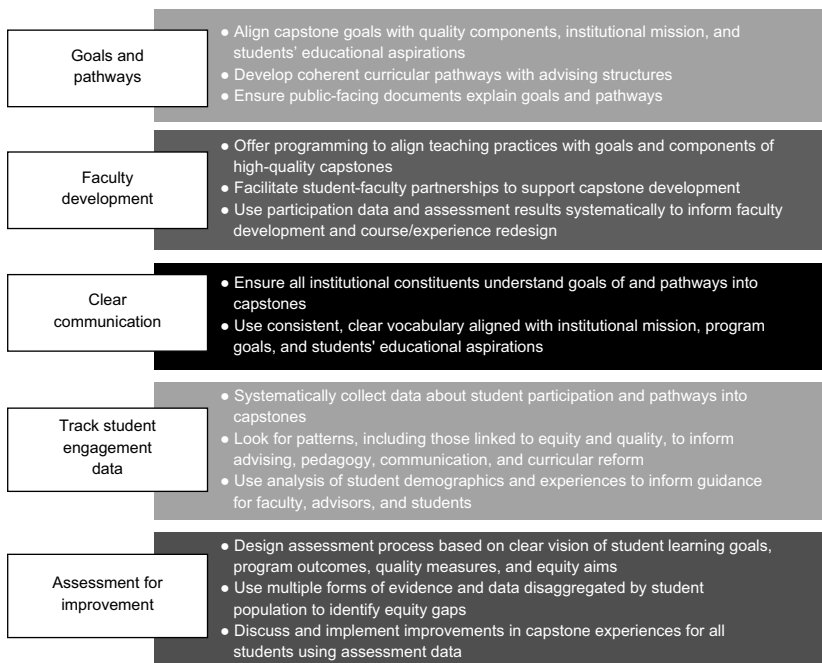 Goals and
pathways
● Align capstone goals with quality components, institutional mission, and
students’ educational aspirations
● Develop coherent curricular pathways with advising structures
● Ensure public-facing documents explain goals and pathways
Faculty
development
● Offer programming to align teaching practices with goals and components of
high-quality capstones
● Facilitate student-faculty partnerships to support capstone development
● Use participation data and assessment results systematically to inform faculty
development and course/experience redesign
Clear
communication
● Ensure all institutional constituents understand goals of and pathways into
capstones
● Use consistent, clear vocabulary aligned with institutional mission, program
goals, and students' educational aspirations
Track student
engagement
data
● Systematically collect data about student participation and pathways into
capstones
● Look for patterns, including those linked to equity and quality, to inform
advising, pedagogy, communication, and curricular reform
● Use analysis of student demographics and experiences to inform guidance
for faculty, advisors, and students
Assessment for
improvement
● Design assessment process based on clear vision of student learning goals,
program outcomes, quality measures, and equity aims
● Use multiple forms of evidence and data disaggregated by student
population to identify equity gaps
● Discuss and implement improvements in capstone experiences for all
students using assessment data